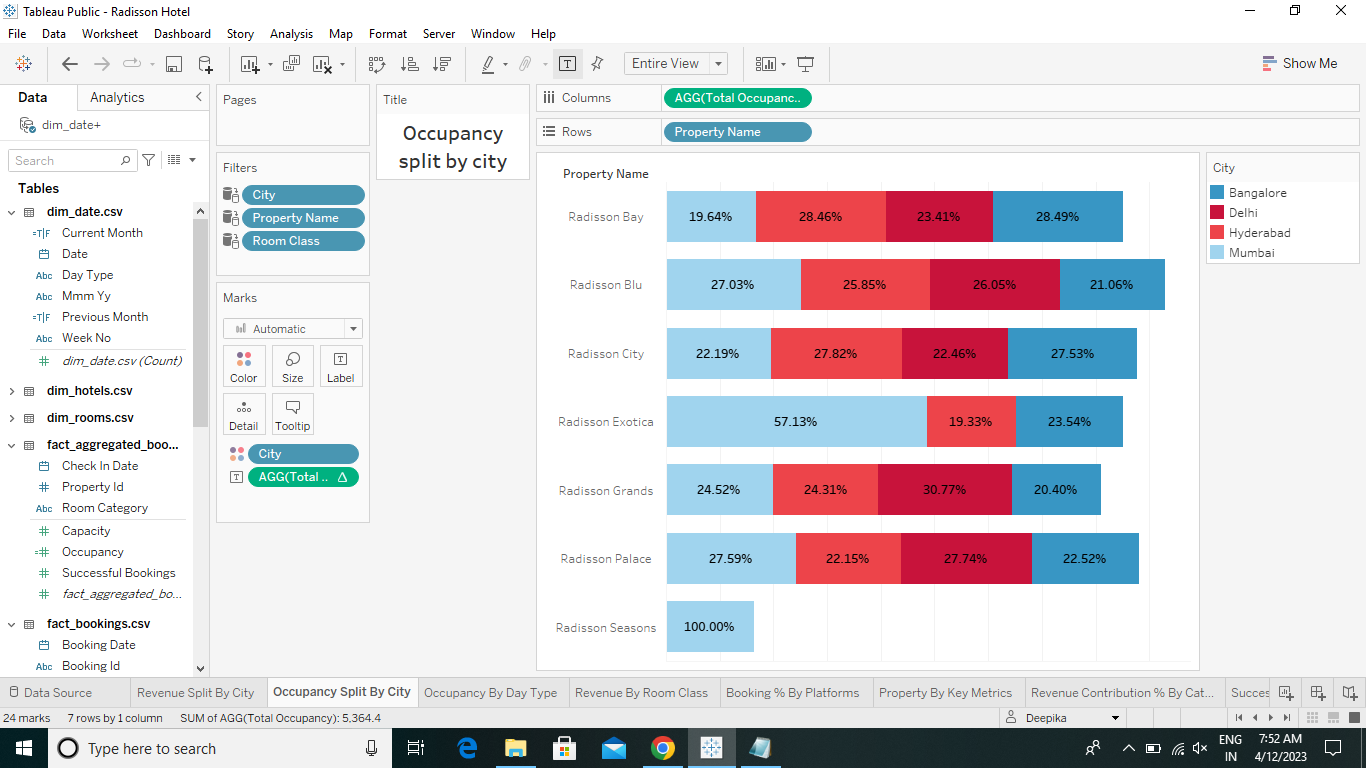 Tableau Public - Radisson Hotel
File Data Worksheet Dashboard Story Analysis Map Format Server Window Help
Entire View
Show Me
Data Analytics
dim_date+
Search
Tables
dim_date.csv
=T|F Current Month
Date
Abc Day Type
Abc Mmm Yy
=T|F Previous Month
Abc Week No
dim_date.csv (Count)
dim_hotels.csv
dim_rooms.csv
fact_aggregated_boo...
Check In Date
Property Id
Abc Room Category
Capacity
Occupancy
Successful Bookings
fact_aggregated_bo...
fact_bookings.csv
Booking Date
Abc Booking Id
Pages
Filters
City
Property Name
Room Class
Marks
Automatic
Color Size Label
Detail Tooltip
City
AGG(Total ..
Title
Occupancy
split by city
Columns AGG(Total Occupanc..
Rows Property Name
Property Name
Radisson Bay 19.64% 28.46% 23.41% 28.49%
Radisson Blu 27.03% 25.85% 26.05% 21.06%
Radisson City 22.19% 27.82% 22.46% 27.53%
Radisson Exotica 57.13% 19.33% 23.54%
Radisson Grands 24.52% 24.31% 30.77% 20.40%
Radisson Palace 27.59% 22.15% 27.74% 22.52%
Radisson Seasons 100.00%
City
Bangalore
Delhi
Hyderabad
Mumbai
Data Source Revenue Split By City Occupancy Split By City Occupancy By Day Type Revenue By Room Class Booking % By Platforms Property By Key Metrics Revenue Contribution % By Cat... Succes
24 marks 7 rows by 1 column SUM of AGG(Total Occupancy): 5,364.4 Deepika
Type here to search
ENG 7:52 AM
IN 4/12/2023